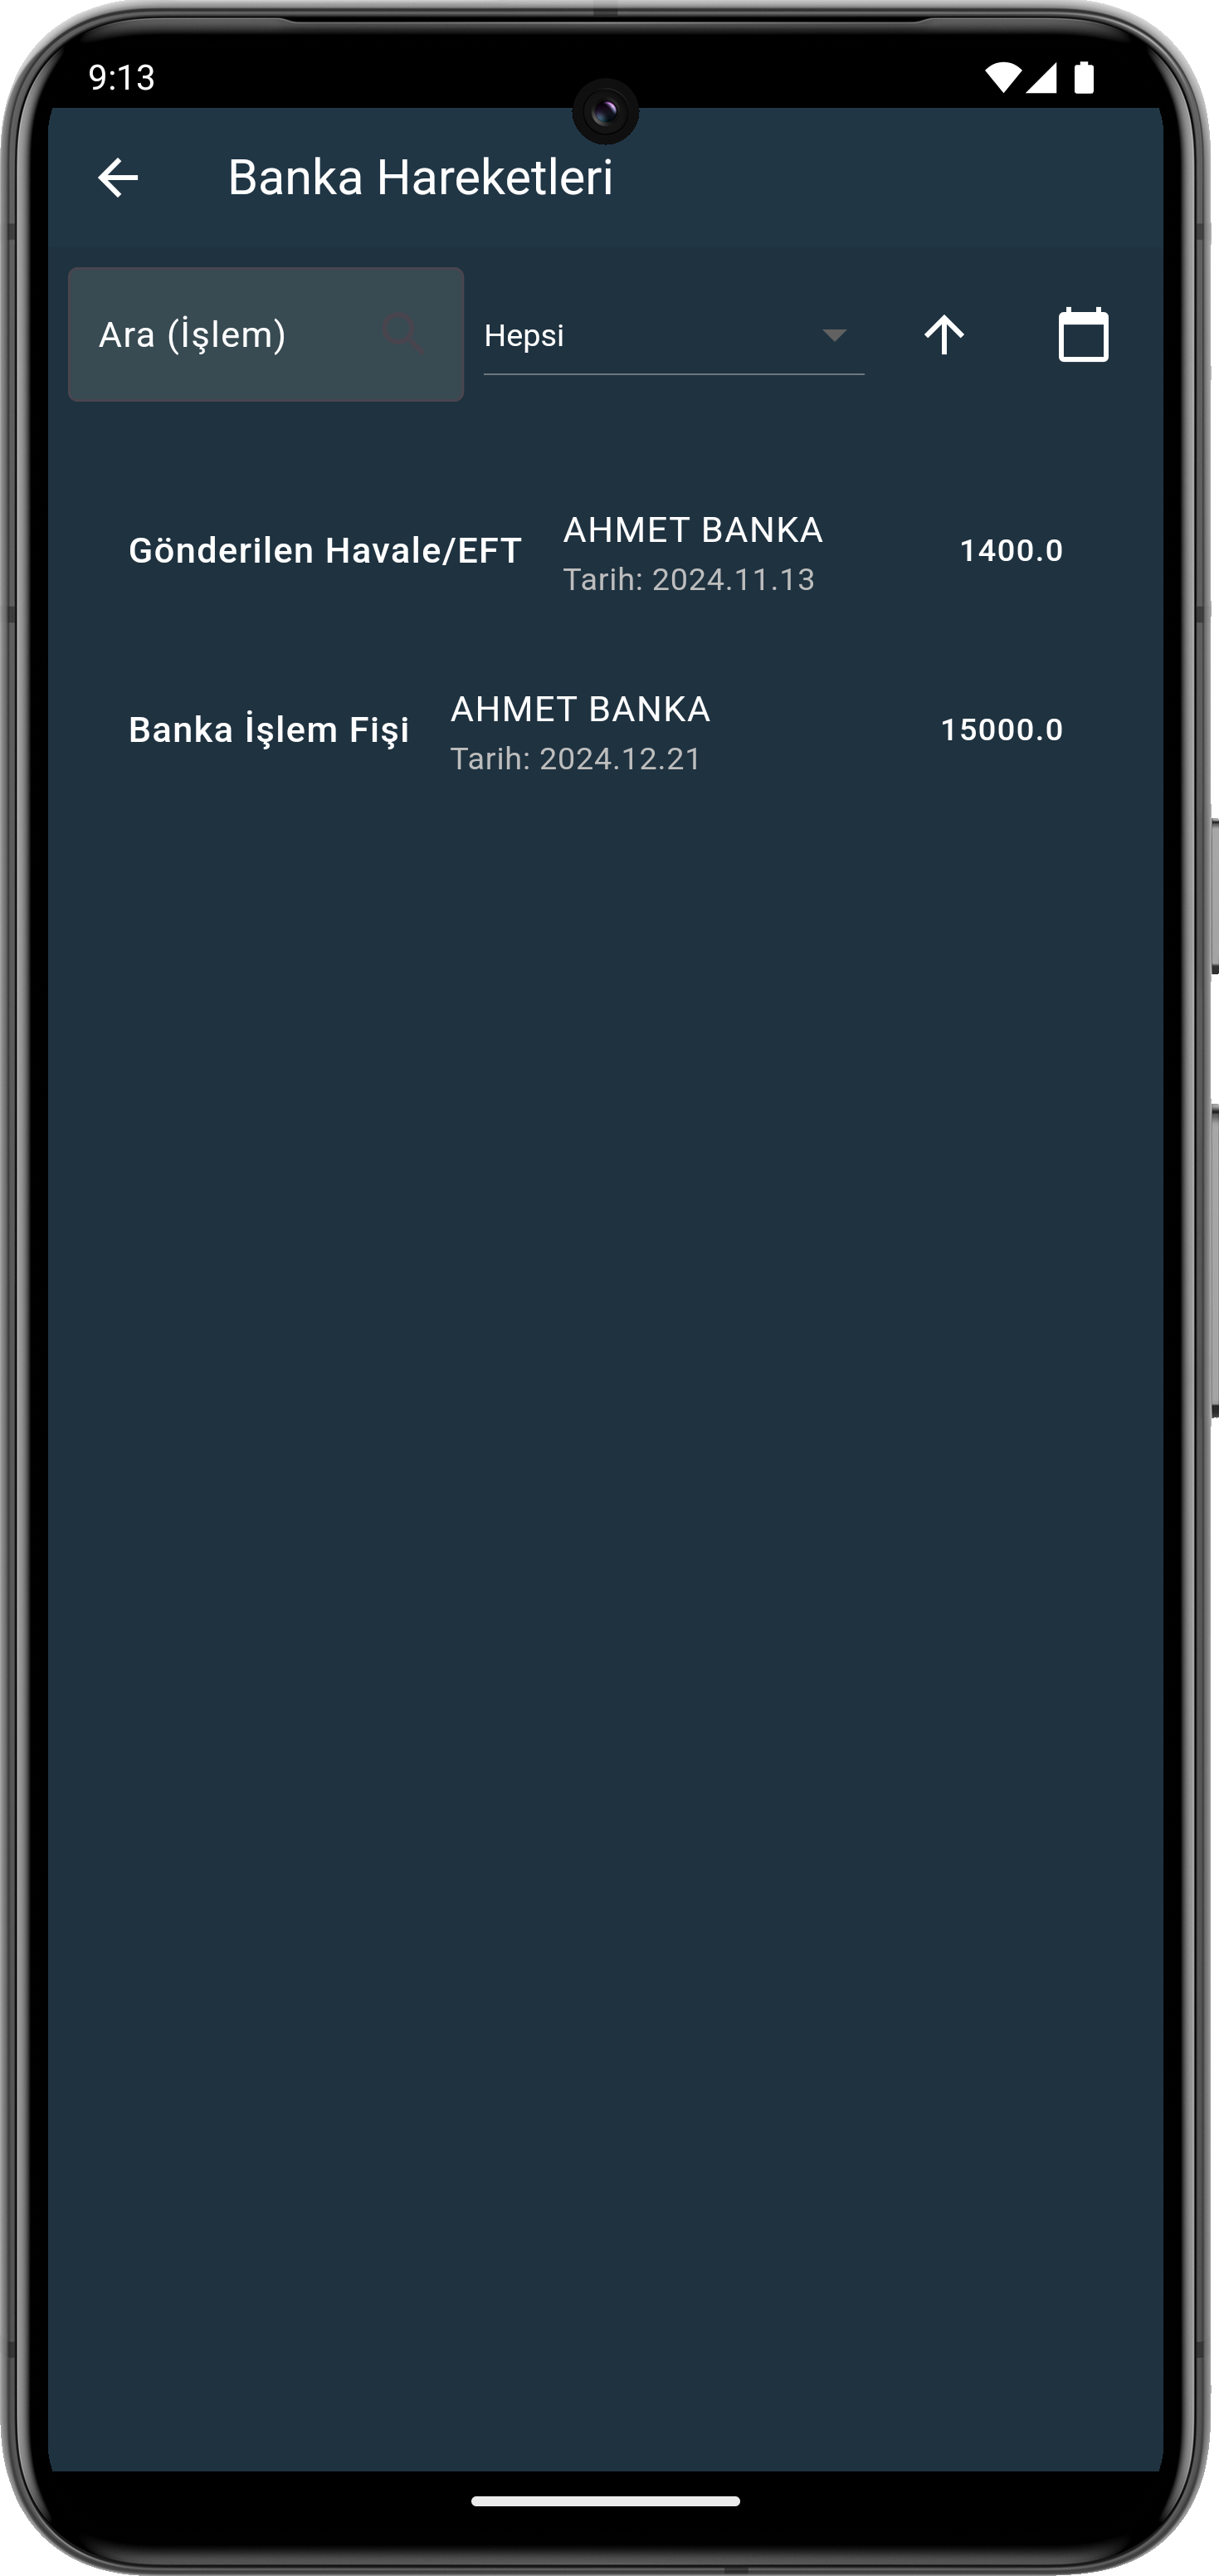 9:13
Banka Hareketleri
Ara (İşlem)
Hepsi
Gönderilen Havale/EFT
AHMET BANKA
Tarih: 2024.11.13
1400.0
Banka İşlem Fişi
AHMET BANKA
Tarih: 2024.12.21
15000.0